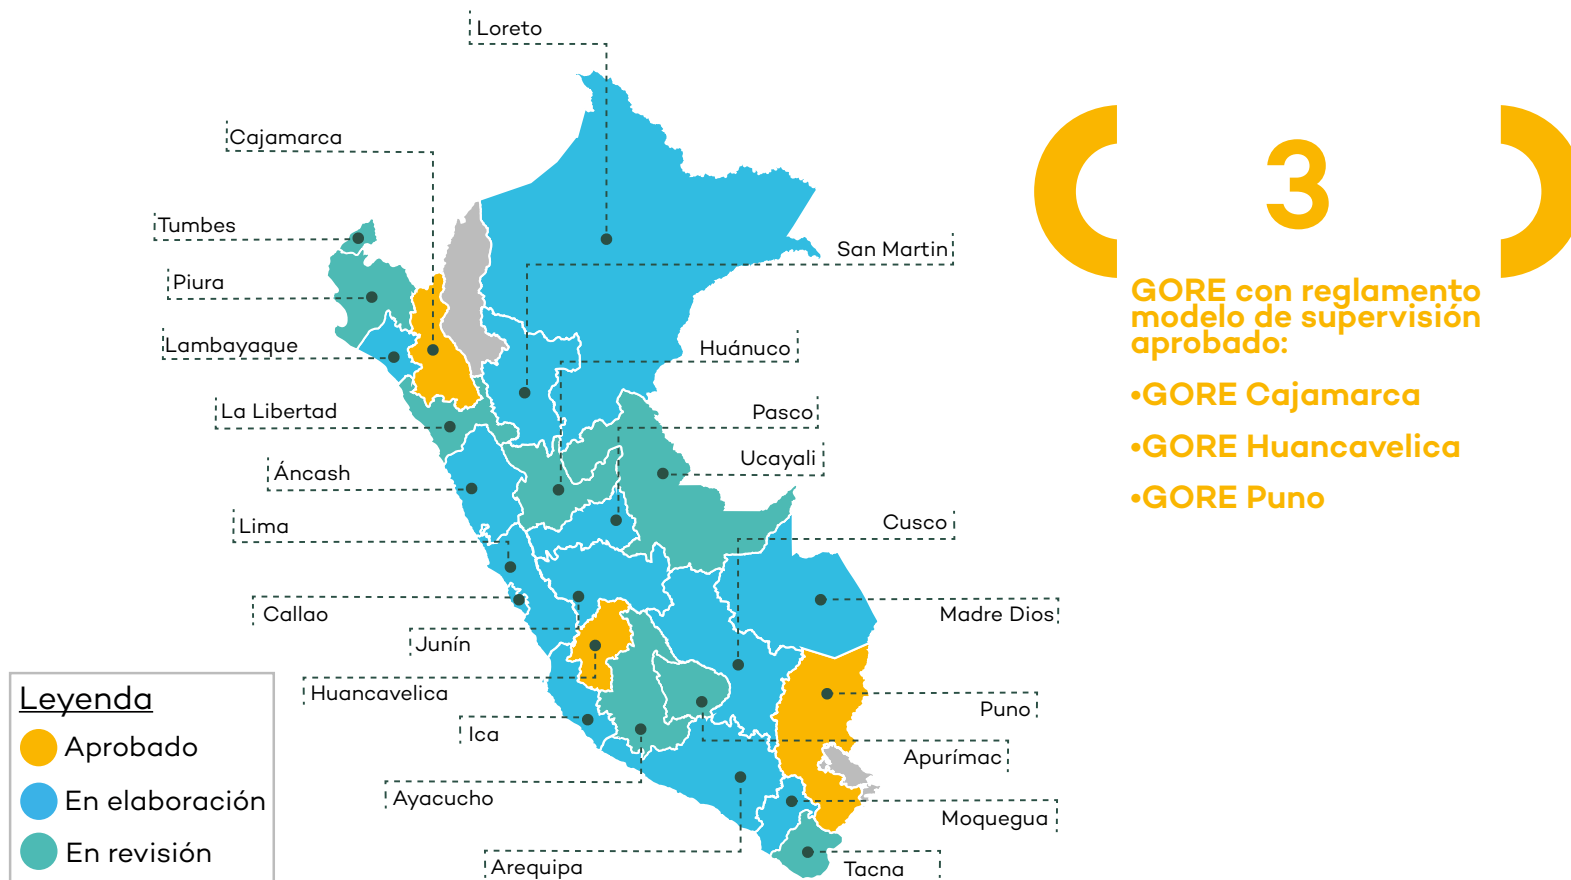 Loreto
Cajamarca
Tumbes
San Martin
Piura
Lambayaque
Huánuco
La Libertad
Pasco
Áncash
Ucayali
Lima
Cusco
Callao
Madre Dios
Junín
Huancavelica
Puno
Ica
Apurímac
Ayacucho
Moquegua
Arequipa
Tacna
Leyenda
Aprobado
En elaboración
En revisión
3
GORE con reglamento
modelo de supervisión
aprobado:
•GORE Cajamarca
•GORE Huancavelica
•GORE Puno